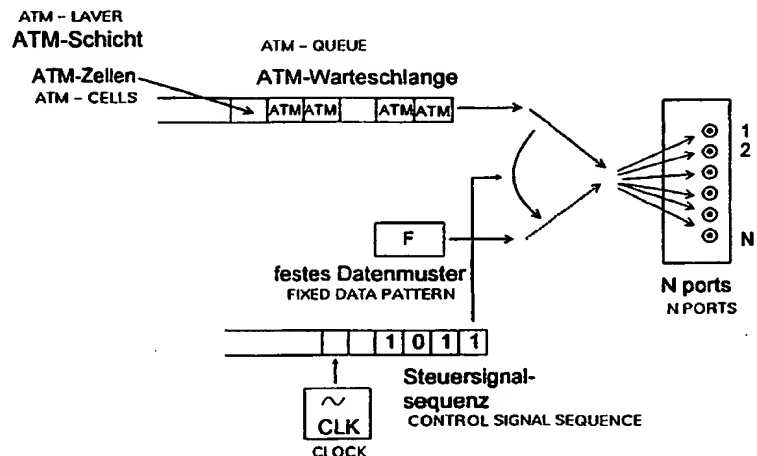 ATM – LAVER
ATM-Schicht
ATM – QUEUE
ATM-Zellen
ATM-Warteschlange
ATM – CELLS
ATM ATM ATM ATM
1
2
F
N
festes Datenmuster
FIXED DATA PATTERN
N ports
N PORTS
1 0 1 1
Steuersignal-
sequenz
CONTROL SIGNAL SEQUENCE
CLK
CLOCK